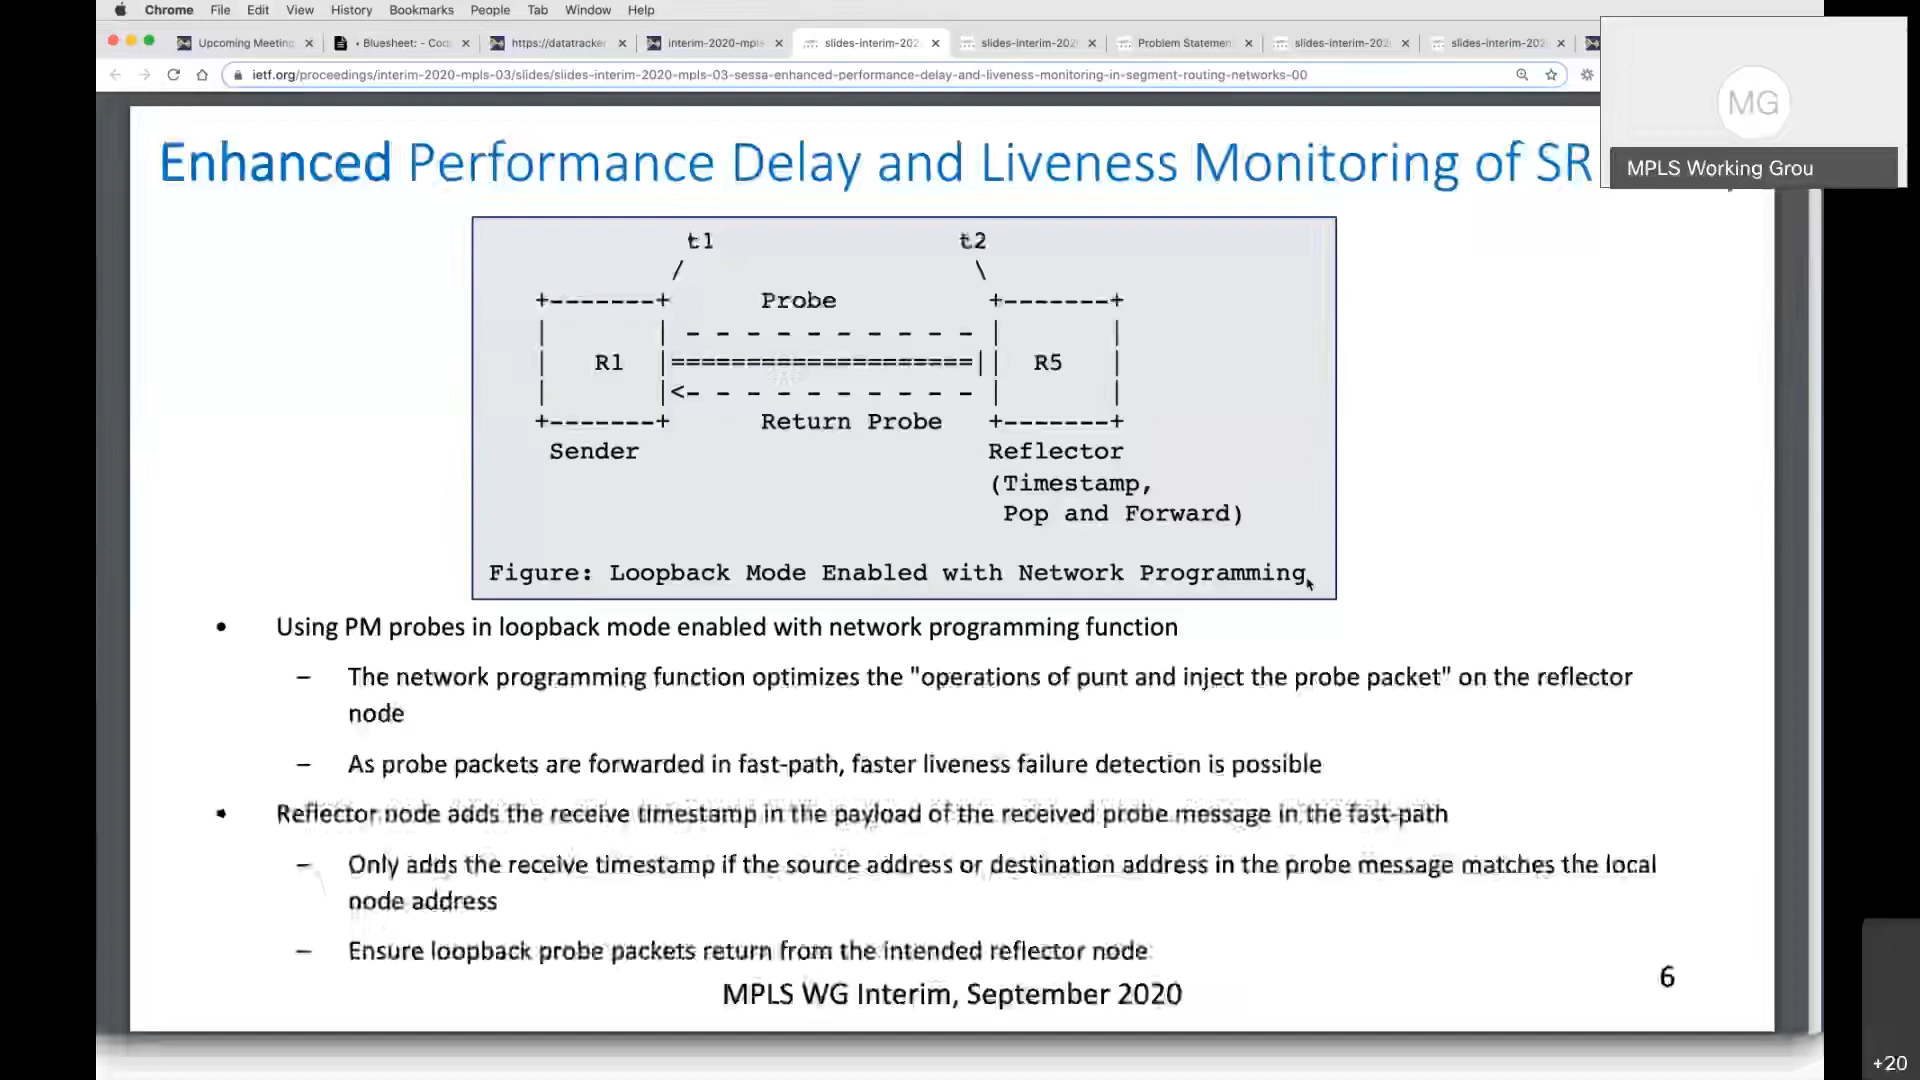 Chrome File Edit View History Bookmarks People Tab Window Help
Upcoming Meeting • Bluesheet: - Cod https://datatracker interim-2020-mpls slides-interim-202 slides-interim-202 Problem Statemen slides-interim-202 slides-interim-202
ietf.org/proceedings/interim-2020-mpls-03/slides/slides-interim-2020-mpls-03-sessa-enhanced-performance-delay-and-liveness-monitoring-in-segment-routing-networks-00
MG
MPLS Working Grou
Enhanced Performance Delay and Liveness Monitoring of SR
t1 t2
/ \
+-------+ Probe +-------+
| | - - - - - - - - - - | |
| R1 |====================|| R5 |
| |<- - - - - - - - - - | |
+-------+ Return Probe +-------+
Sender Reflector
(Timestamp,
Pop and Forward)
Figure: Loopback Mode Enabled with Network Programming
• Using PM probes in loopback mode enabled with network programming function
– The network programming function optimizes the "operations of punt and inject the probe packet" on the reflector
node
– As probe packets are forwarded in fast-path, faster liveness failure detection is possible
• Reflector node adds the receive timestamp in the payload of the received probe message in the fast-path
– Only adds the receive timestamp if the source address or destination address in the probe message matches the local
node address
– Ensure loopback probe packets return from the intended reflector node
MPLS WG Interim, September 2020
6
+20